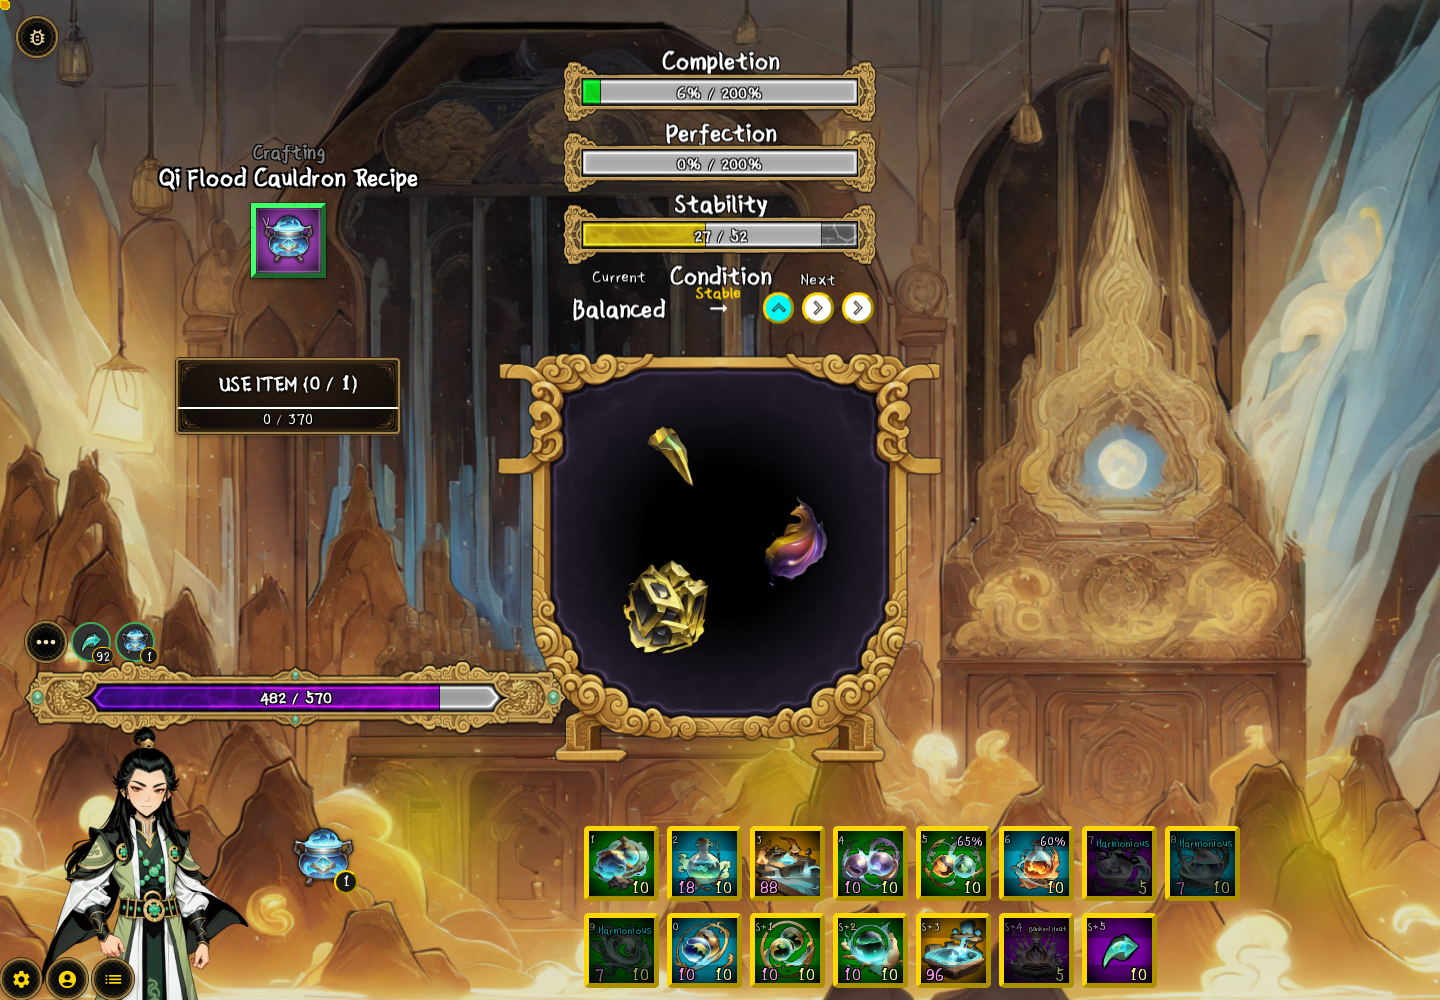 Completion
6% / 200%
Perfection
0% / 200%
Stability
27 / 52
Crafting
Qi Flood Cauldron Recipe
Current
Condition
Next
Stable
Balanced
USE ITEM (0 / 1)
0 / 370
92
1
482 / 570
1
1
10
2
18 10
3
88
4
10 10
5 65%
10
6 60%
10
7 Harmonious
5
8 Harmonious
7 10
9 Harmonious
7 10
0
10 10
S+1
10 10
S+2
10 10
S+3
96
S+4 Banked Heat
5
S+5
10